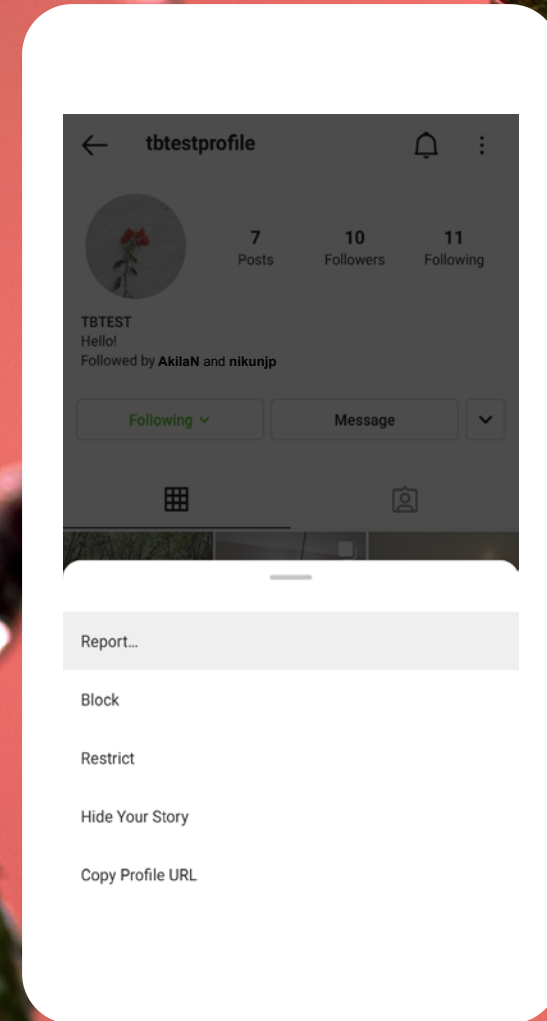 tbtestprofile
7 10 11
Posts Followers Following
TBTEST
Hello!
Followed by AkilaN and nikunjp
Following Message
Report...
Block
Restrict
Hide Your Story
Copy Profile URL